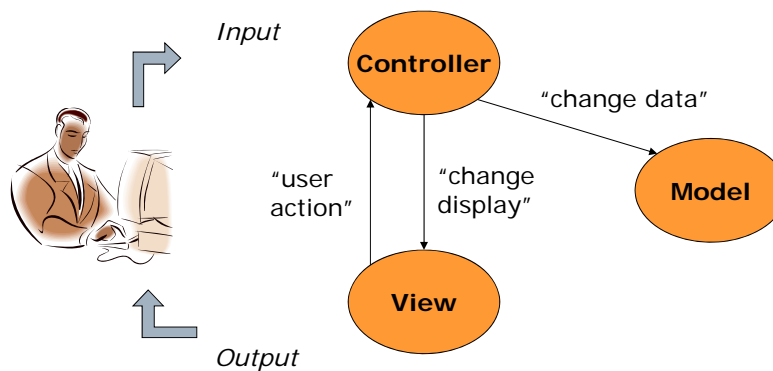 Input
Controller
“change data”
“user
action”
“change
display”
Model
View
Output